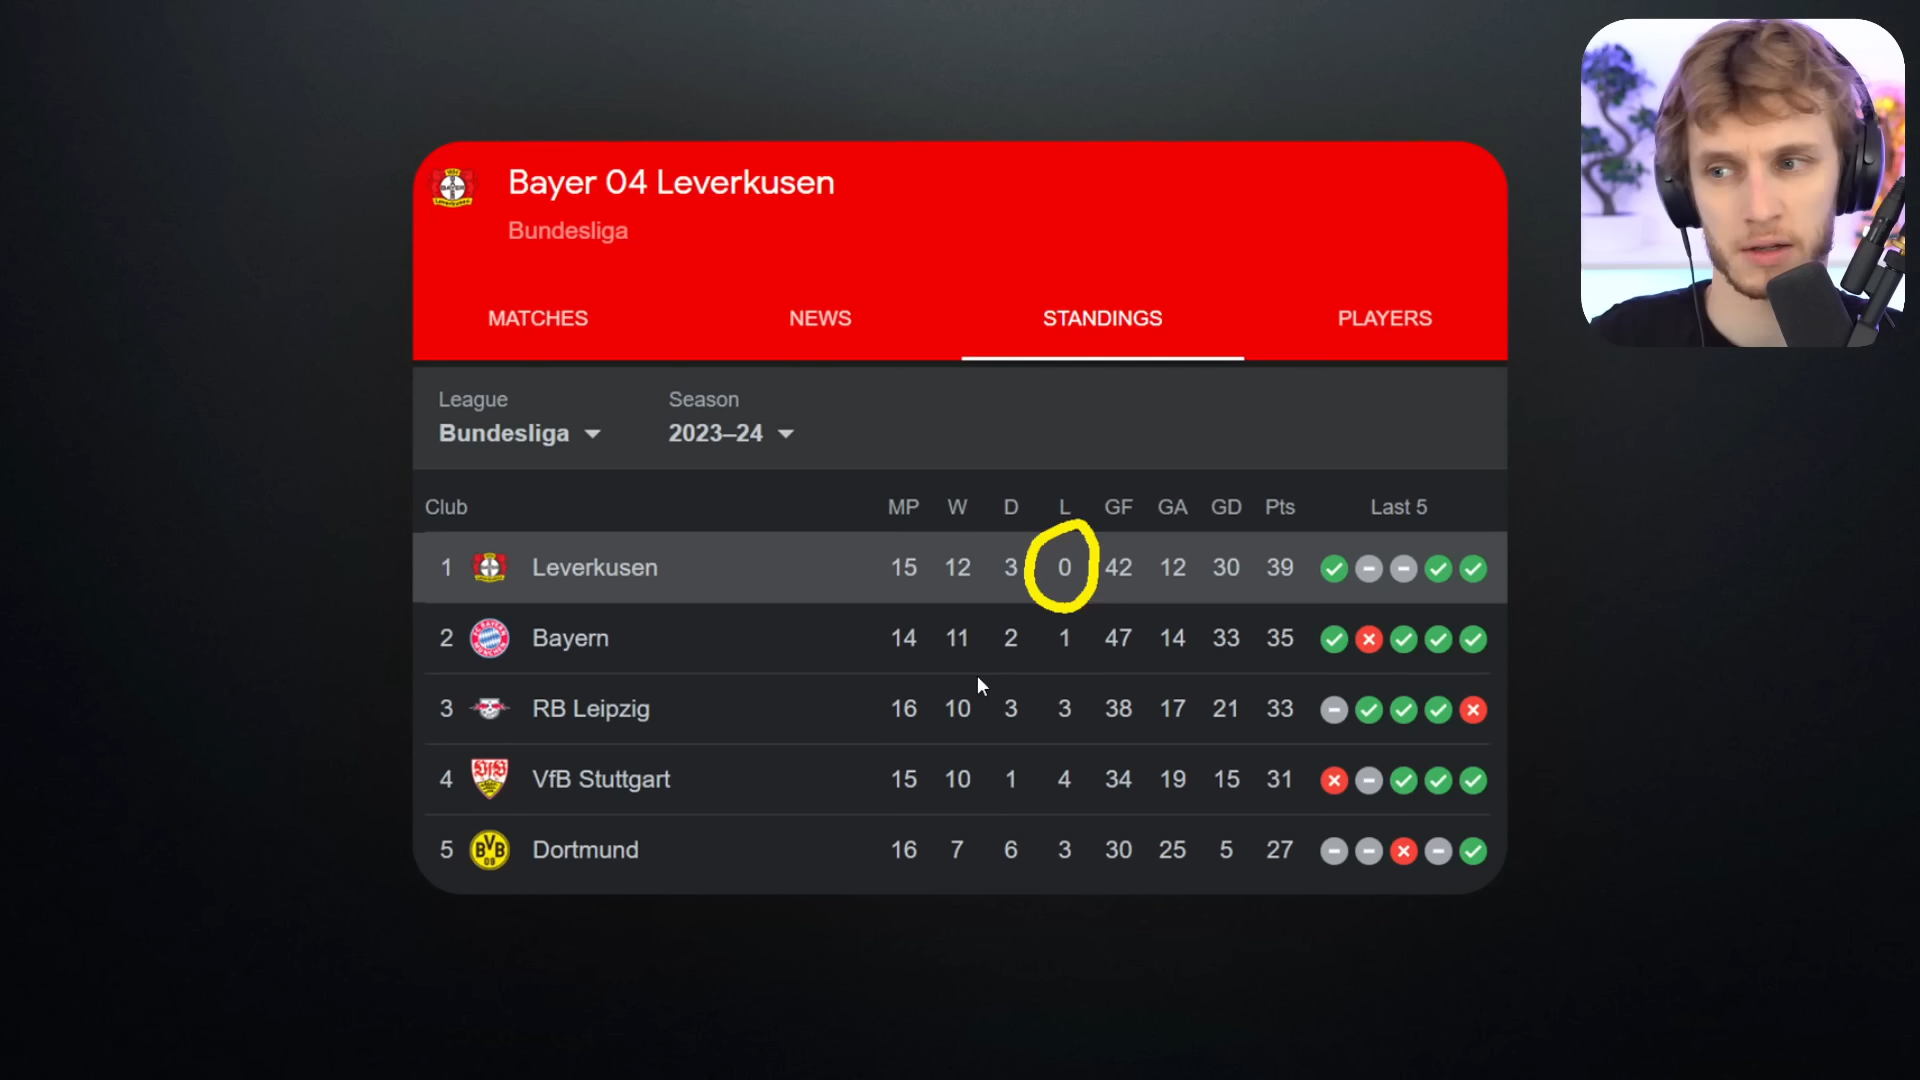 Bayer 04 Leverkusen
Bundesliga
MATCHES NEWS STANDINGS PLAYERS
League Season
Bundesliga 2023–24
Club MP W D L GF GA GD Pts Last 5
1 Leverkusen 15 12 3 0 42 12 30 39
2 Bayern 14 11 2 1 47 14 33 35
3 RB Leipzig 16 10 3 3 38 17 21 33
4 VfB Stuttgart 15 10 1 4 34 19 15 31
5 BVB 09 Dortmund 16 7 6 3 30 25 5 27